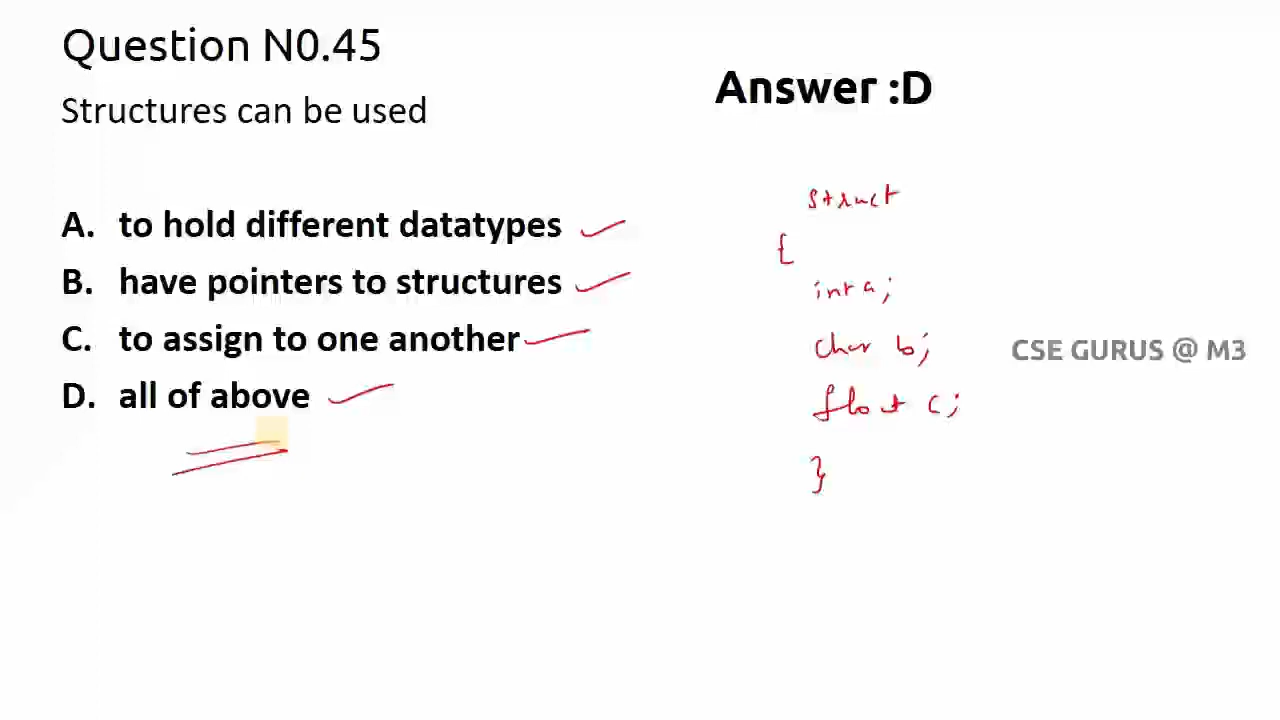 Question N0.45
Structures can be used
A. to hold different datatypes
B. have pointers to structures
C. to assign to one another
D. all of above
Answer :D
struct
{
int a;
char b;
float c;
}
CSE GURUS @ M3